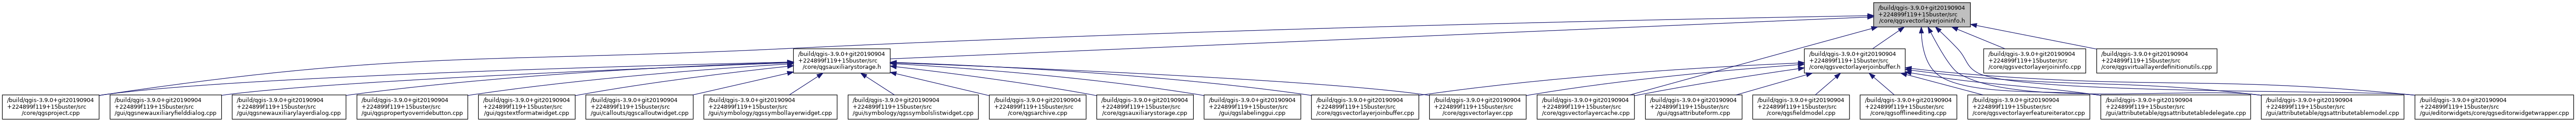 /build/qgis-3.9.0+git20190904
+224899f119+15buster/src
/core/qgsvectorlayerjoininfo.h
/build/qgis-3.9.0+git20190904
+224899f119+15buster/src
/core/qgsauxiliarystorage.h
/build/qgis-3.9.0+git20190904
+224899f119+15buster/src
/core/qgsvectorlayerjoinbuffer.h
/build/qgis-3.9.0+git20190904
+224899f119+15buster/src
/core/qgsvectorlayerjoininfo.cpp
/build/qgis-3.9.0+git20190904
+224899f119+15buster/src
/core/qgsvirtuallayerdefinitionutils.cpp
/build/qgis-3.9.0+git20190904
+224899f119+15buster/src
/core/qgsproject.cpp
/build/qgis-3.9.0+git20190904
+224899f119+15buster/src
/gui/qgsnewauxiliaryfielddialog.cpp
/build/qgis-3.9.0+git20190904
+224899f119+15buster/src
/gui/qgsnewauxiliarylayerdialog.cpp
/build/qgis-3.9.0+git20190904
+224899f119+15buster/src
/gui/qgspropertyoverridebutton.cpp
/build/qgis-3.9.0+git20190904
+224899f119+15buster/src
/gui/qgstextformatwidget.cpp
/build/qgis-3.9.0+git20190904
+224899f119+15buster/src
/gui/callouts/qgscalloutwidget.cpp
/build/qgis-3.9.0+git20190904
+224899f119+15buster/src
/gui/symbology/qgssymbollayerwidget.cpp
/build/qgis-3.9.0+git20190904
+224899f119+15buster/src
/gui/symbology/qgssymbolslistwidget.cpp
/build/qgis-3.9.0+git20190904
+224899f119+15buster/src
/core/qgsarchive.cpp
/build/qgis-3.9.0+git20190904
+224899f119+15buster/src
/core/qgsauxiliarystorage.cpp
/build/qgis-3.9.0+git20190904
+224899f119+15buster/src
/gui/qgslabelinggui.cpp
/build/qgis-3.9.0+git20190904
+224899f119+15buster/src
/core/qgsvectorlayerjoinbuffer.cpp
/build/qgis-3.9.0+git20190904
+224899f119+15buster/src
/core/qgsvectorlayer.cpp
/build/qgis-3.9.0+git20190904
+224899f119+15buster/src
/core/qgsvectorlayercache.cpp
/build/qgis-3.9.0+git20190904
+224899f119+15buster/src
/gui/qgsattributeform.cpp
/build/qgis-3.9.0+git20190904
+224899f119+15buster/src
/core/qgsfieldmodel.cpp
/build/qgis-3.9.0+git20190904
+224899f119+15buster/src
/core/qgsofflineediting.cpp
/build/qgis-3.9.0+git20190904
+224899f119+15buster/src
/core/qgsvectorlayerfeatureiterator.cpp
/build/qgis-3.9.0+git20190904
+224899f119+15buster/src
/gui/attributetable/qgsattributetabledelegate.cpp
/build/qgis-3.9.0+git20190904
+224899f119+15buster/src
/gui/attributetable/qgsattributetablemodel.cpp
/build/qgis-3.9.0+git20190904
+224899f119+15buster/src
/gui/editorwidgets/core/qgseditorwidgetwrapper.cpp